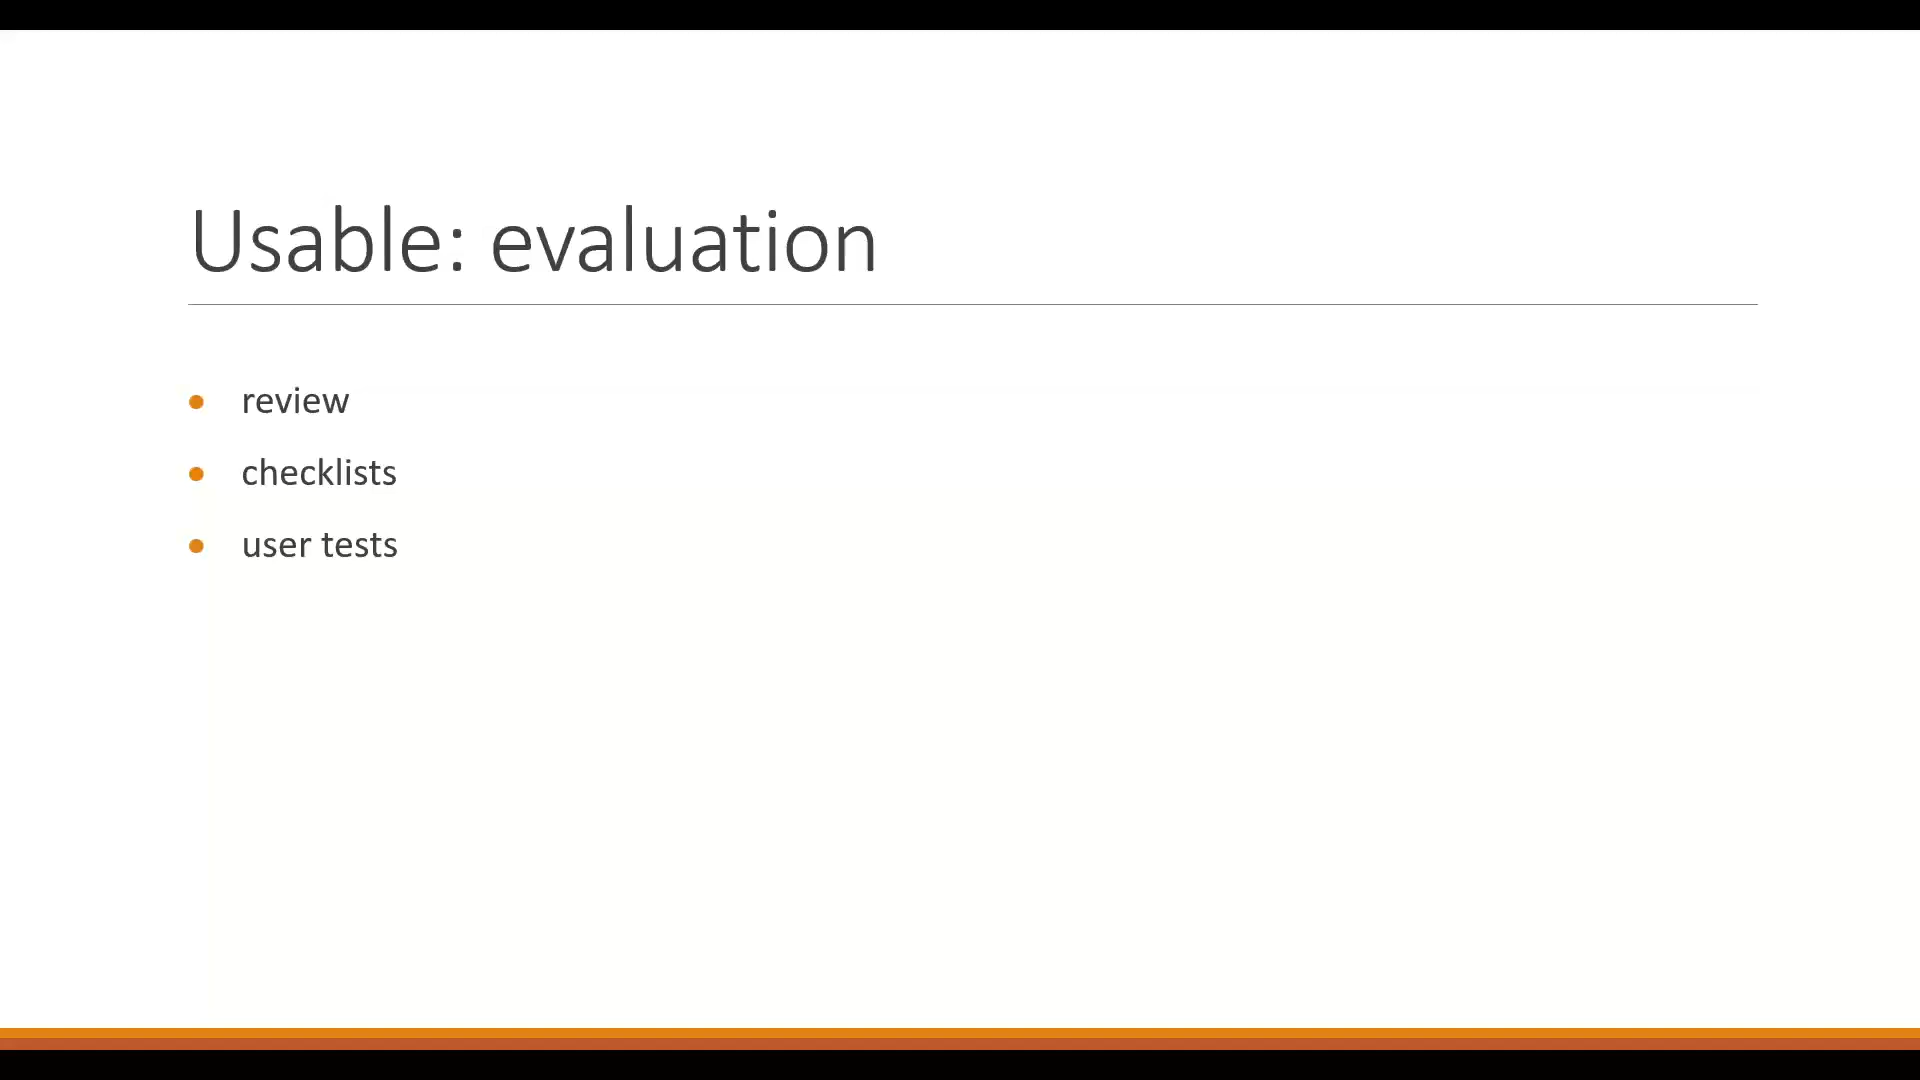 Usable: evaluation
review
checklists
user tests